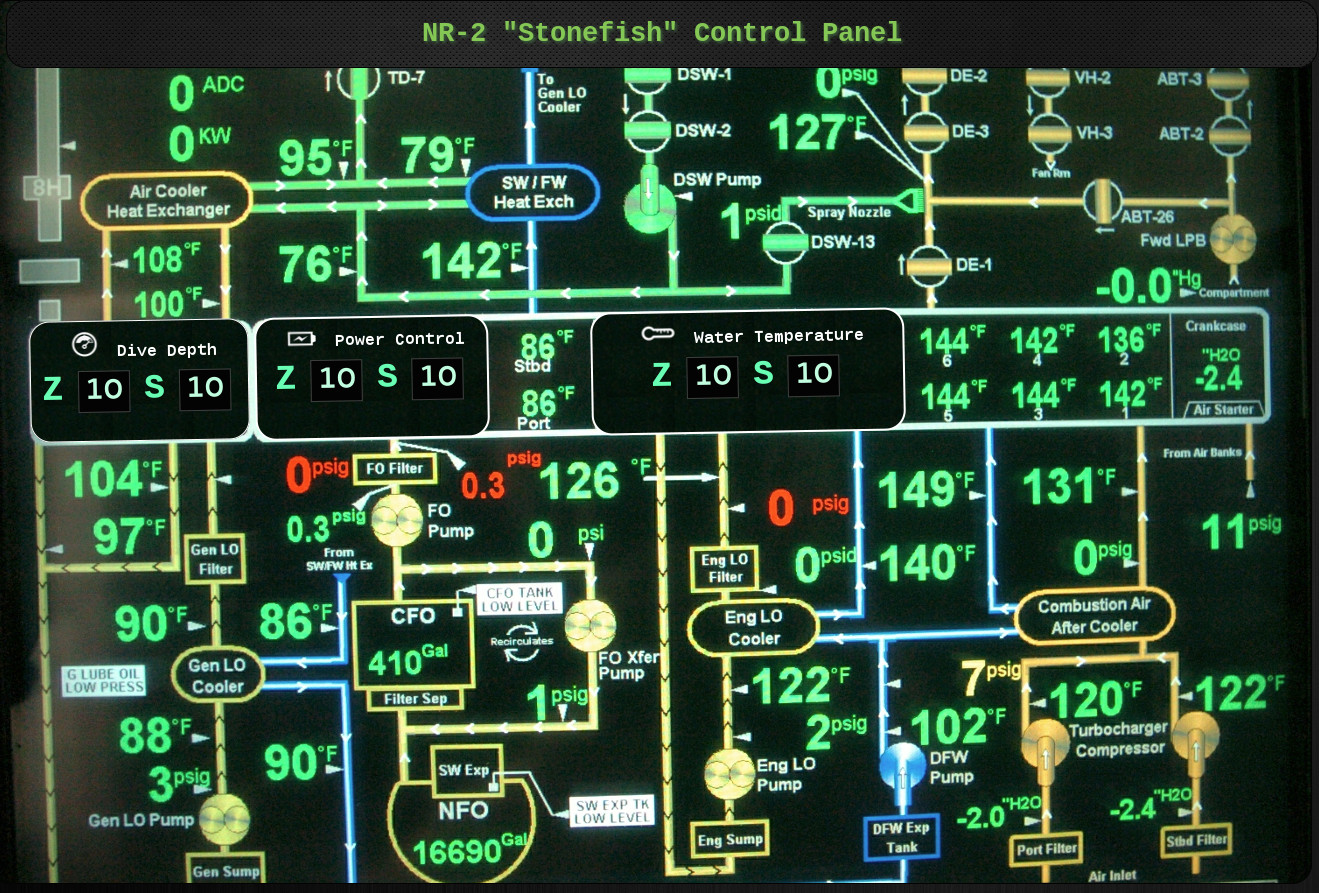 NR-2 "Stonefish" Control Panel
0 ADC
TD-7
To
Gen LO
Cooler
DSW-1
0 psig
DE-2
VH-2
ABT-3
0 KW
95°F
79°F
DSW-2
127°F
DE-3
VH-3
ABT-2
Fan Rm
8H
Air Cooler
Heat Exchanger
SW / FW
Heat Exch
DSW Pump
1 psid
Spray Nozzle
ABT-26
Fwd LPB
108°F
76°F
142°F
DSW-13
DE-1
100°F
-0.0 "Hg
Compartment
Dive Depth
Z 10 S 10
Power Control
Z 10 S 10
86°F
Stbd
86°F
Port
Water Temperature
Z 10 S 10
144°F
6
142°F
4
136°F
2
144°F
5
144°F
3
142°F
1
Crankcase
"H2O
-2.4
Air Starter
104°F
0 psig
FO Filter
0.3 psig
126 °F
From Air Banks
0 psig
149°F
131°F
97°F
0.3 psig
FO
Pump
0 psi
11 psig
Gen LO
Filter
From
SW/FW Ht Ex
Eng LO
Filter
0 psid
140°F
0 psig
90°F
86°F
CFO
410 Gal
CFO TANK
LOW LEVEL
Recirculates
Eng LO
Cooler
Combustion Air
After Cooler
G LUBE OIL
LOW PRESS
Gen LO
Cooler
Filter Sep
FO Xfer
Pump
1 psig
122°F
7 psig
120°F
122°F
88°F
90°F
2 psig
102°F
Turbocharger
Compressor
3 psig
SW Exp
Eng LO
Pump
DFW
Pump
Gen LO Pump
NFO
16690 Gal
SW EXP TK
LOW LEVEL
Eng Sump
DFW Exp
Tank
-2.0 "H2O
-2.4 "H2O
Port Filter
Stbd Filter
Gen Sump
Air Inlet